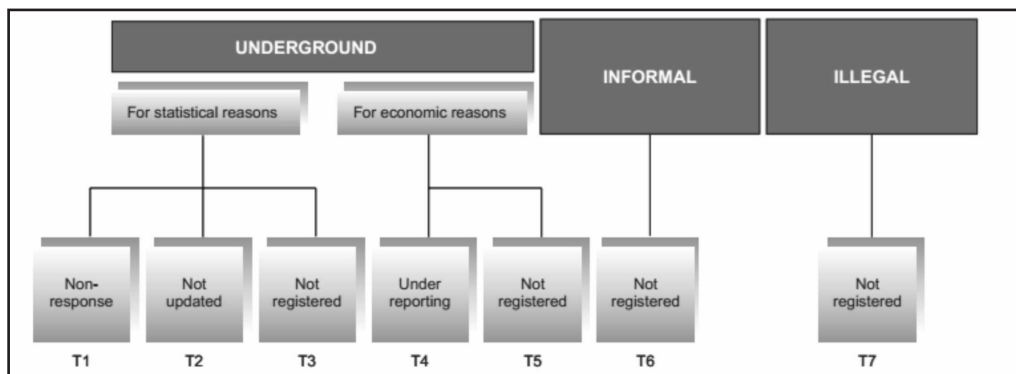 UNDERGROUND
INFORMAL
ILLEGAL
For statistical reasons
For economic reasons
Non-
response
Not
updated
Not
registered
Under
reporting
Not
registered
Not
registered
Not
registered
T1
T2
T3
T4
T5
T6
T7